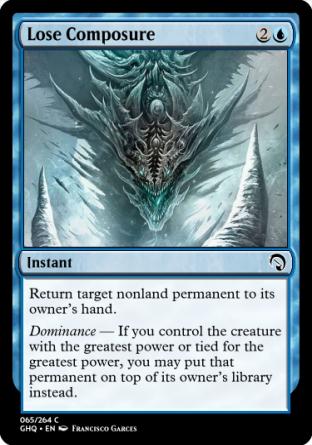 Lose Composure 2
Instant
Return target nonland permanent to its
owner's hand.
Dominance — If you control the creature
with the greatest power or tied for the
greatest power, you may put that
permanent on top of its owner's library
instead.
065/264 C
GHQ • EN Francisco Garces